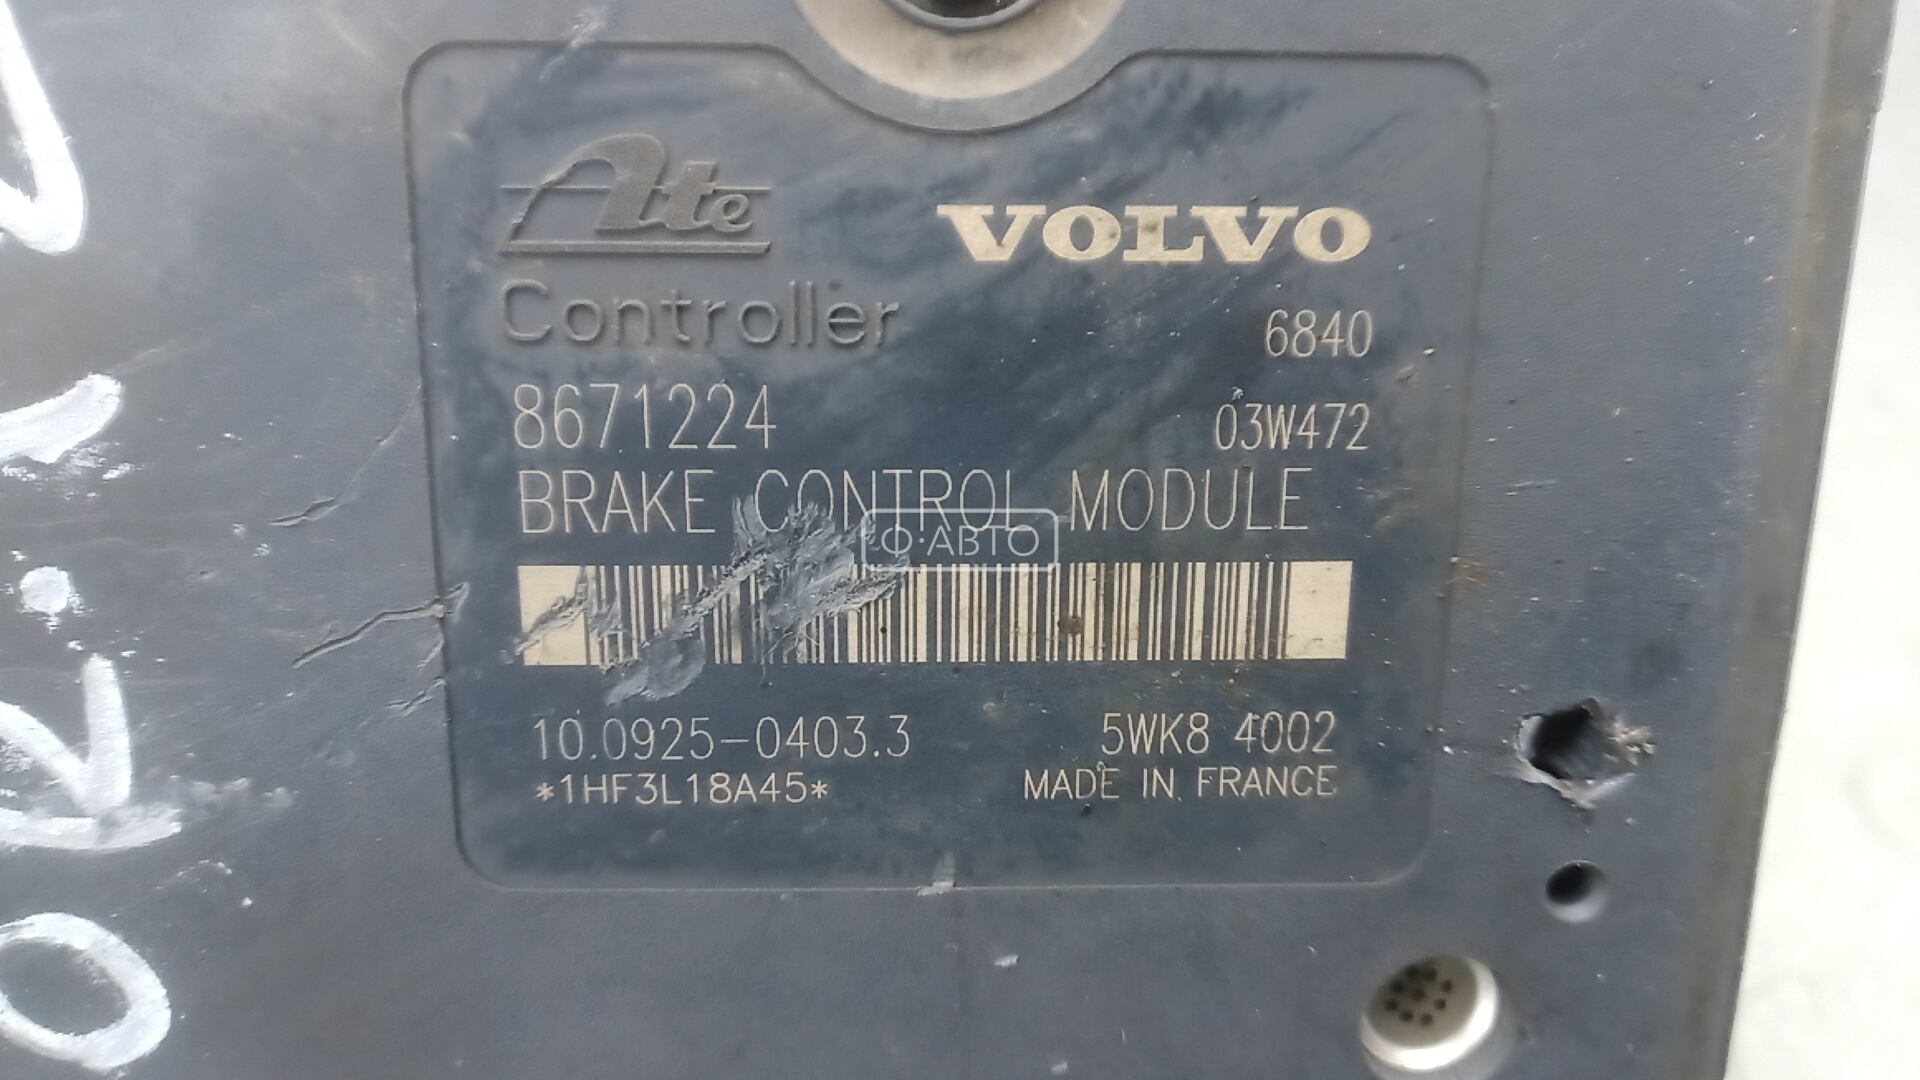 Ate
VOLVO
Controller
6840
8671224
03W472
BRAKE CONTROL MODULE
Ф·АВТО
10.0925-0403.3
5WK8 4002
*1HF3L18A45*
MADE IN FRANCE